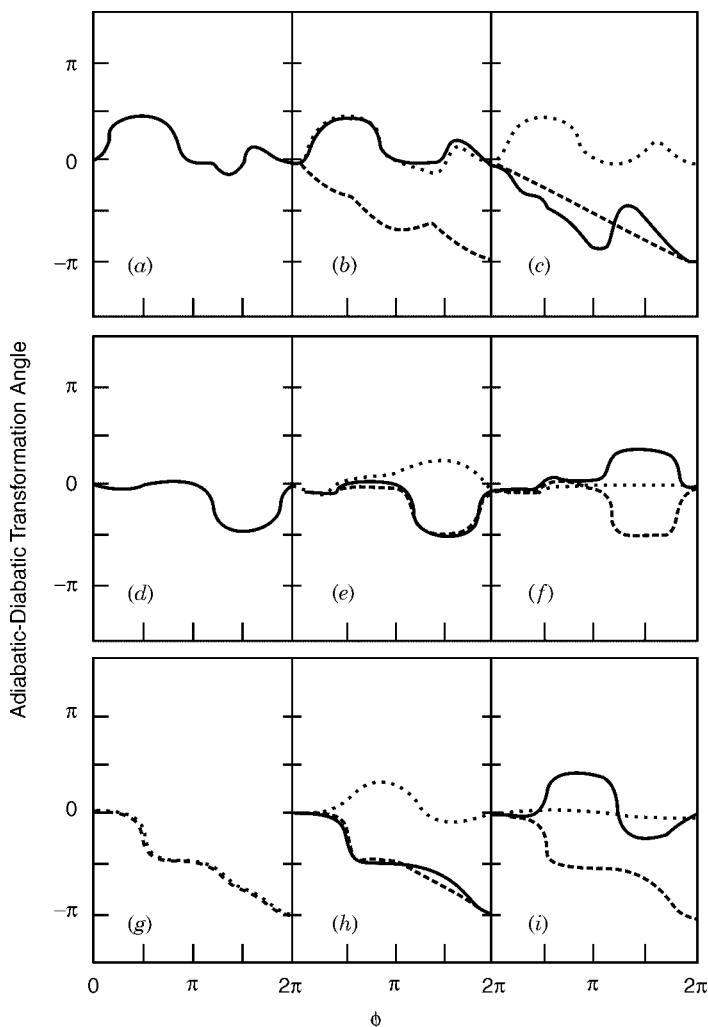 π
0
−π
(a)
(b)
(c)
Adiabatic-Diabatic Transformation Angle
π
0
−π
(d)
(e)
(f)
π
0
−π
(g)
(h)
(i)
0
π
2π
π
2π
π
2π
ϕ